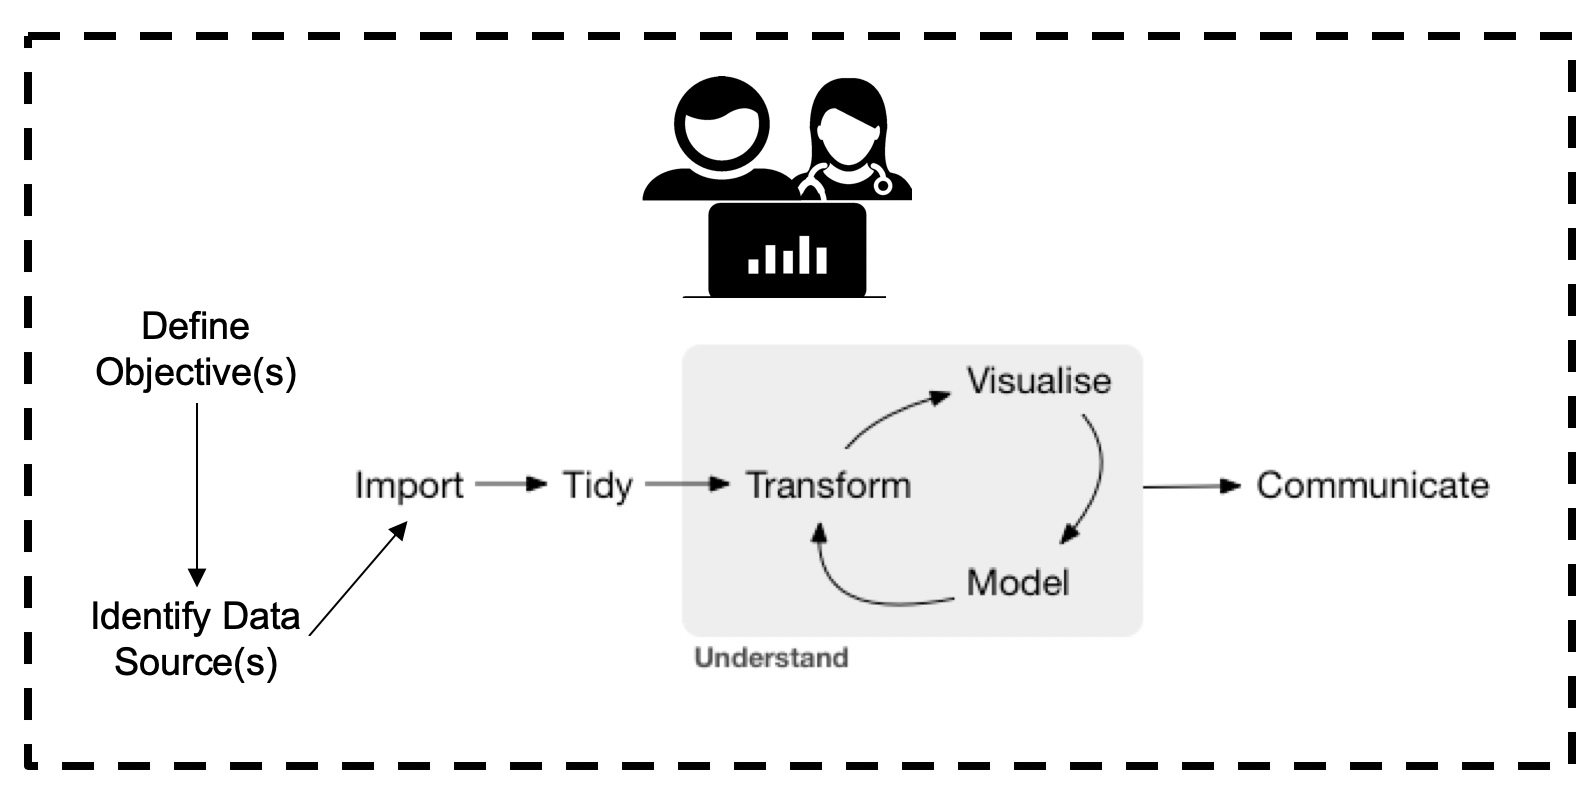 Define
Objective(s)
Identify Data
Source(s)
Import
Tidy
Transform
Visualise
Model
Understand
Communicate